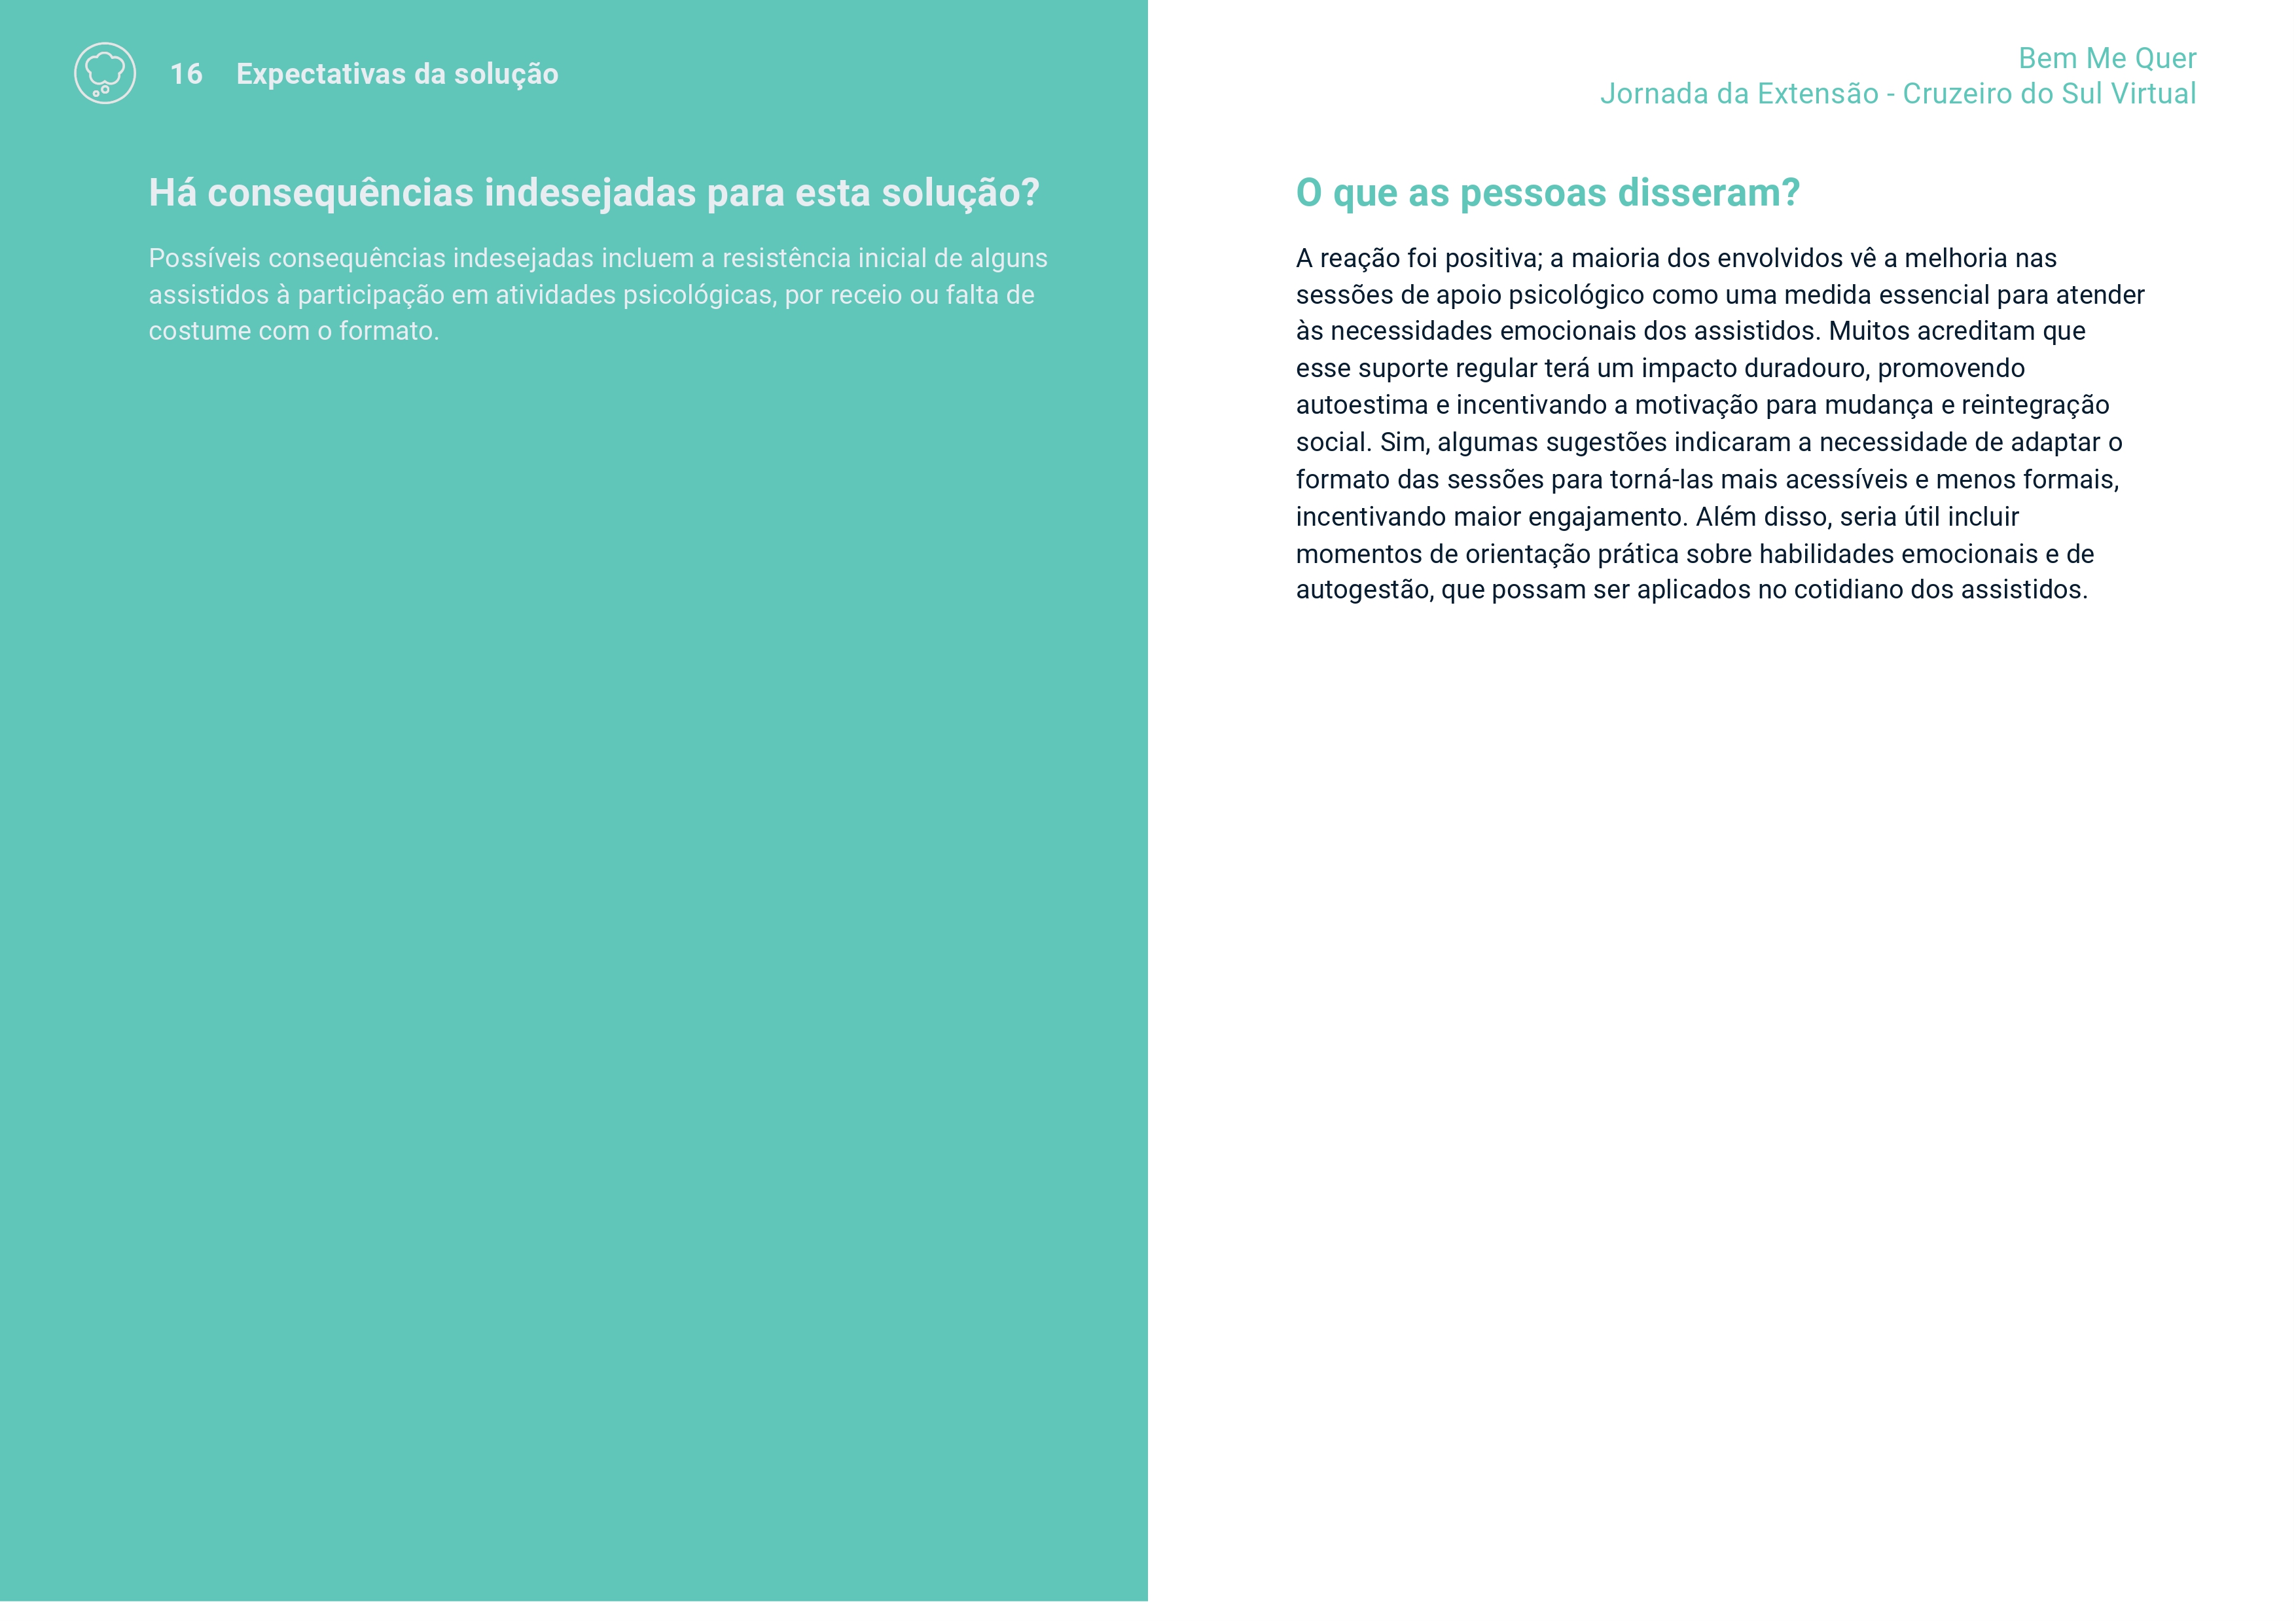 16 Expectativas da solução
Bem Me Quer
Jornada da Extensão - Cruzeiro do Sul Virtual
Há consequências indesejadas para esta solução?
Possíveis consequências indesejadas incluem a resistência inicial de alguns
assistidos à participação em atividades psicológicas, por receio ou falta de
costume com o formato.
O que as pessoas disseram?
A reação foi positiva; a maioria dos envolvidos vê a melhoria nas
sessões de apoio psicológico como uma medida essencial para atender
às necessidades emocionais dos assistidos. Muitos acreditam que
esse suporte regular terá um impacto duradouro, promovendo
autoestima e incentivando a motivação para mudança e reintegração
social. Sim, algumas sugestões indicaram a necessidade de adaptar o
formato das sessões para torná-las mais acessíveis e menos formais,
incentivando maior engajamento. Além disso, seria útil incluir
momentos de orientação prática sobre habilidades emocionais e de
autogestão, que possam ser aplicados no cotidiano dos assistidos.